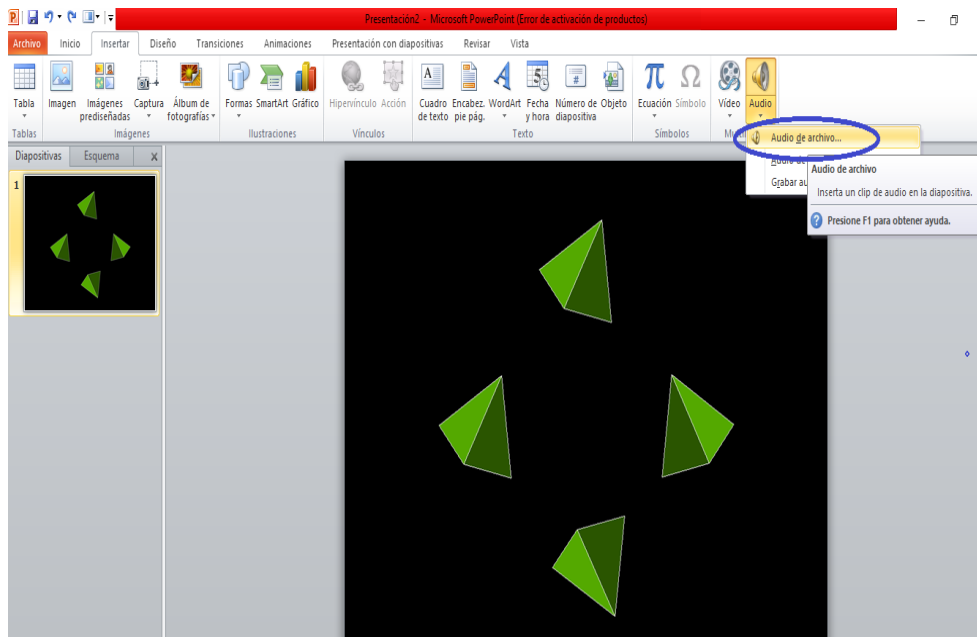 Presentación2 - Microsoft PowerPoint (Error de activación de productos)
Archivo Inicio Insertar Diseño Transiciones Animaciones Presentación con diapositivas Revisar Vista
Tabla Imagen Imágenes prediseñadas Captura Álbum de fotografías Formas SmartArt Gráfico Hipervínculo Acción Cuadro de texto Encabez. pie pág. WordArt Fecha y hora Número de diapositiva Objeto Ecuación Símbolo Vídeo Audio
Tablas Imágenes Ilustraciones Vínculos Texto Símbolos
Audio de archivo...
Diapositivas Esquema x
Audio de archivo
Inserta un clip de audio en la diapositiva.
Presione F1 para obtener ayuda.
1